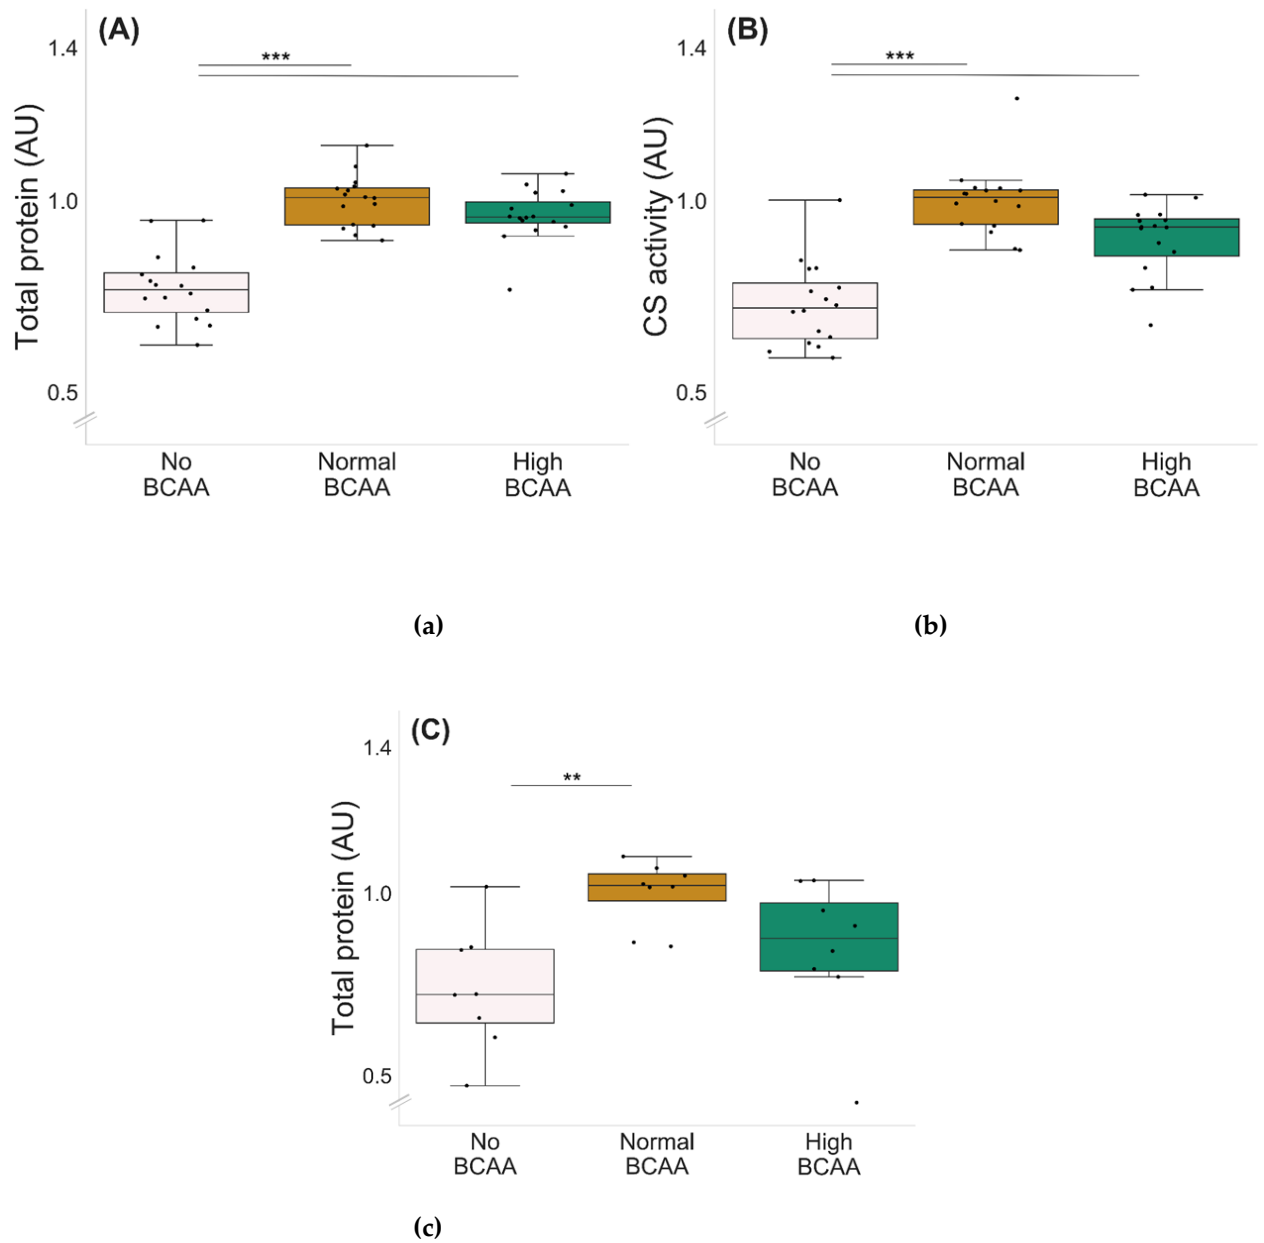 (A)
1.4
***
Total protein (AU)
1.0
0.5
No
BCAA
Normal
BCAA
High
BCAA
(B)
1.4
***
CS activity (AU)
1.0
0.5
No
BCAA
Normal
BCAA
High
BCAA
(a)
(b)
(C)
1.4
**
Total protein (AU)
1.0
0.5
No
BCAA
Normal
BCAA
High
BCAA
(c)